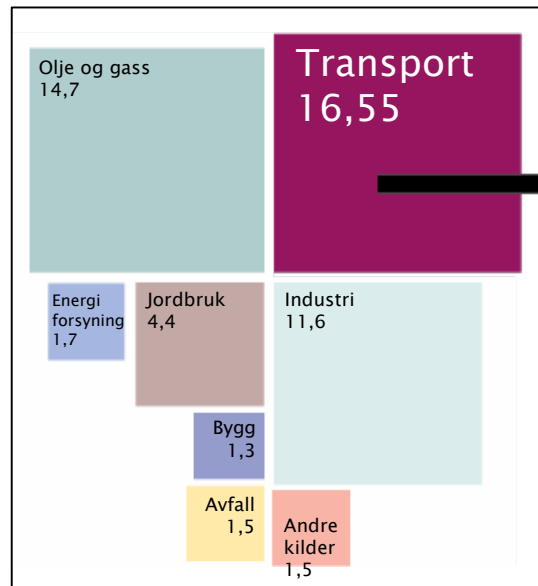 Olje og gass
14,7
Transport
16,55
Energi
forsyning
1,7
Jordbruk
4,4
Industri
11,6
Bygg
1,3
Avfall
1,5
Andre
kilder
1,5